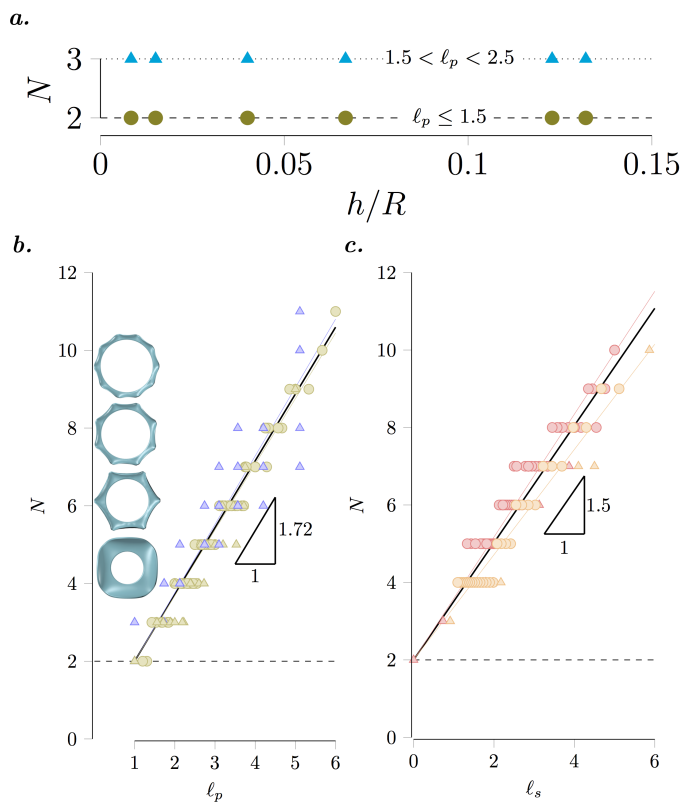 a.
3
1.5 < ℓp < 2.5
N
2
ℓp ≤ 1.5
0 0.05 0.1 0.15
h/R
b. c.
12 12
10 10
8 8
N N
6 6
1.72 1.5
1 1
4 4
2 2
0 0
1 2 3 4 5 6 0 2 4 6
ℓp ℓs